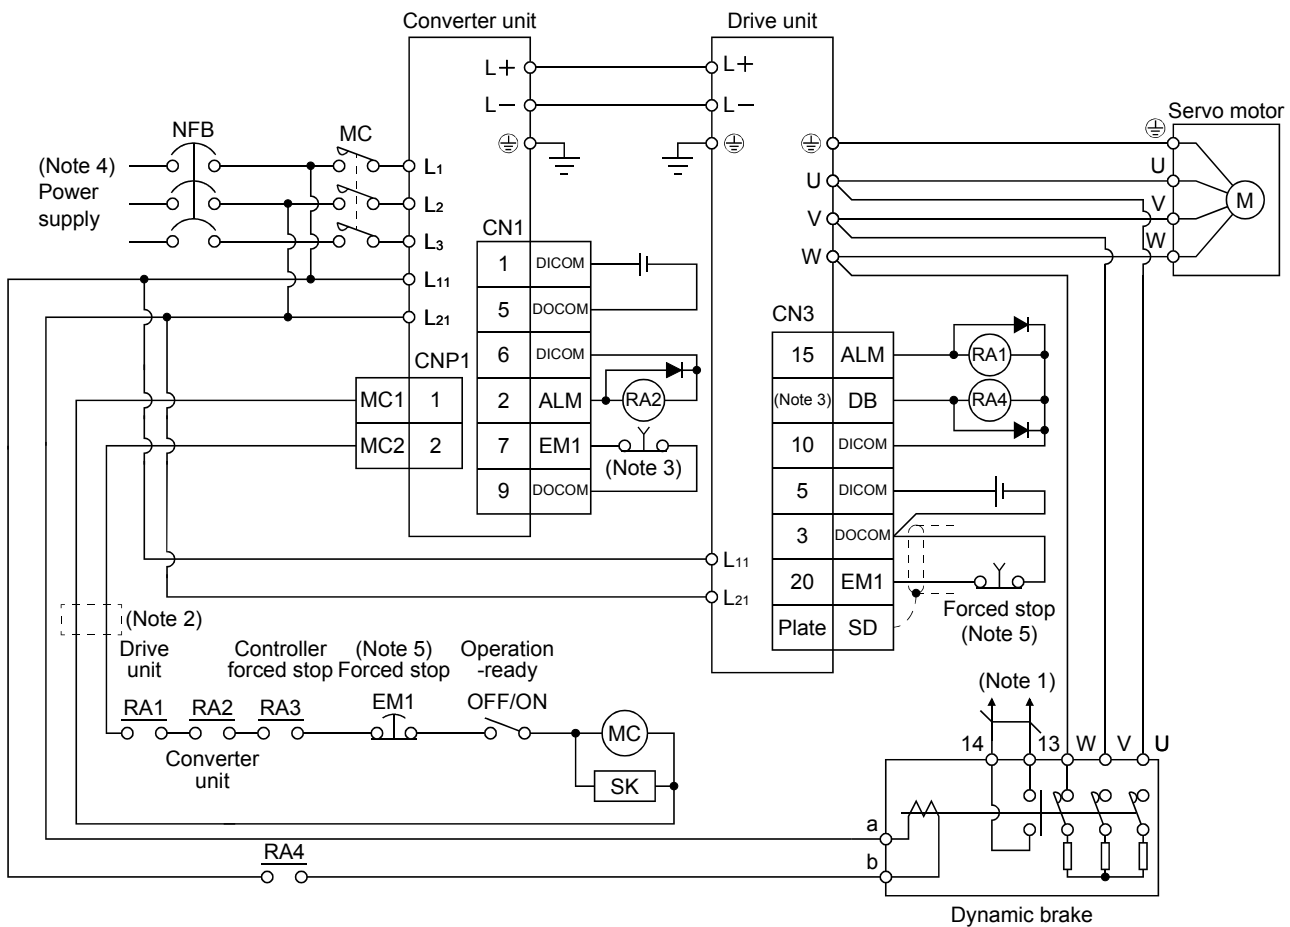 Converter unit
Drive unit
L+
L−
L+
L−
Servo motor
NFB
MC
(Note 4)
Power
supply
L1
L2
L3
L11
L21
U
V
W
U
V
W
M
CN1
1 DICOM
5 DOCOM
6 DICOM
2 ALM
7 EM1
9 DOCOM
RA2
(Note 3)
CNP1
MC1 1
MC2 2
CN3
15 ALM
(Note 3) DB
10 DICOM
5 DICOM
3 DOCOM
20 EM1
Plate SD
RA1
RA4
L11
L21
Forced stop
(Note 5)
(Note 2)
Drive
unit
Controller
forced stop
(Note 5)
Forced stop
Operation
-ready
RA1
RA2
RA3
EM1
OFF/ON
Converter
unit
MC
SK
(Note 1)
14 13 W V U
a
b
RA4
Dynamic brake